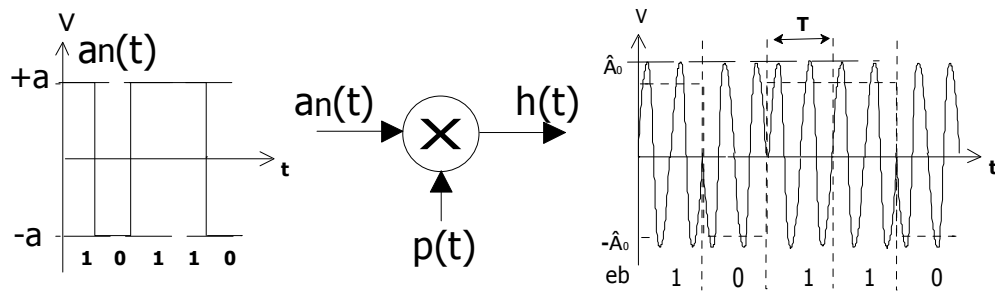 V
an(t)
+a
-a
t
1 0 1 1 0
an(t)
X
h(t)
p(t)
V
T
Â₀
-Â₀
t
eb 1 0 1 1 0